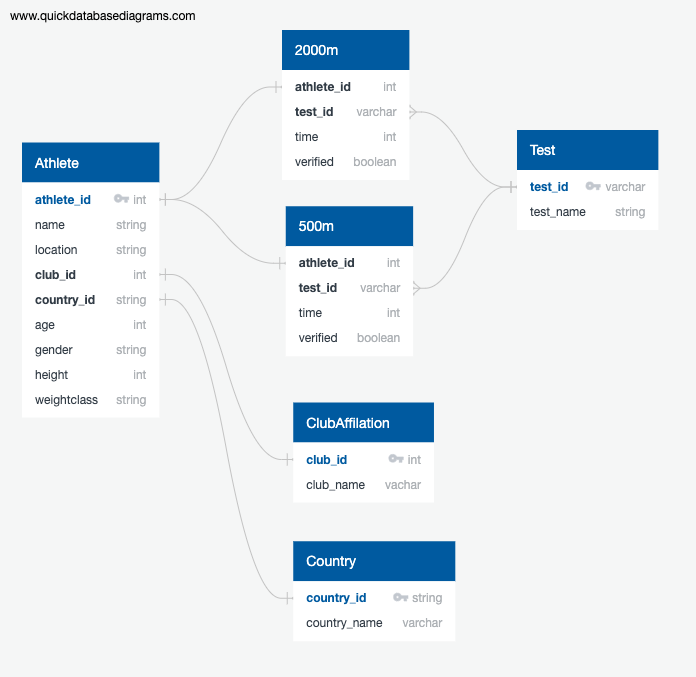 www.quickdatabasediagrams.com
2000m
athlete_id int
test_id varchar
time int
verified boolean
Athlete
athlete_id int
name string
location string
club_id int
country_id string
age int
gender string
height int
weightclass string
500m
athlete_id int
test_id varchar
time int
verified boolean
Test
test_id varchar
test_name string
ClubAffilation
club_id int
club_name vachar
Country
country_id string
country_name varchar